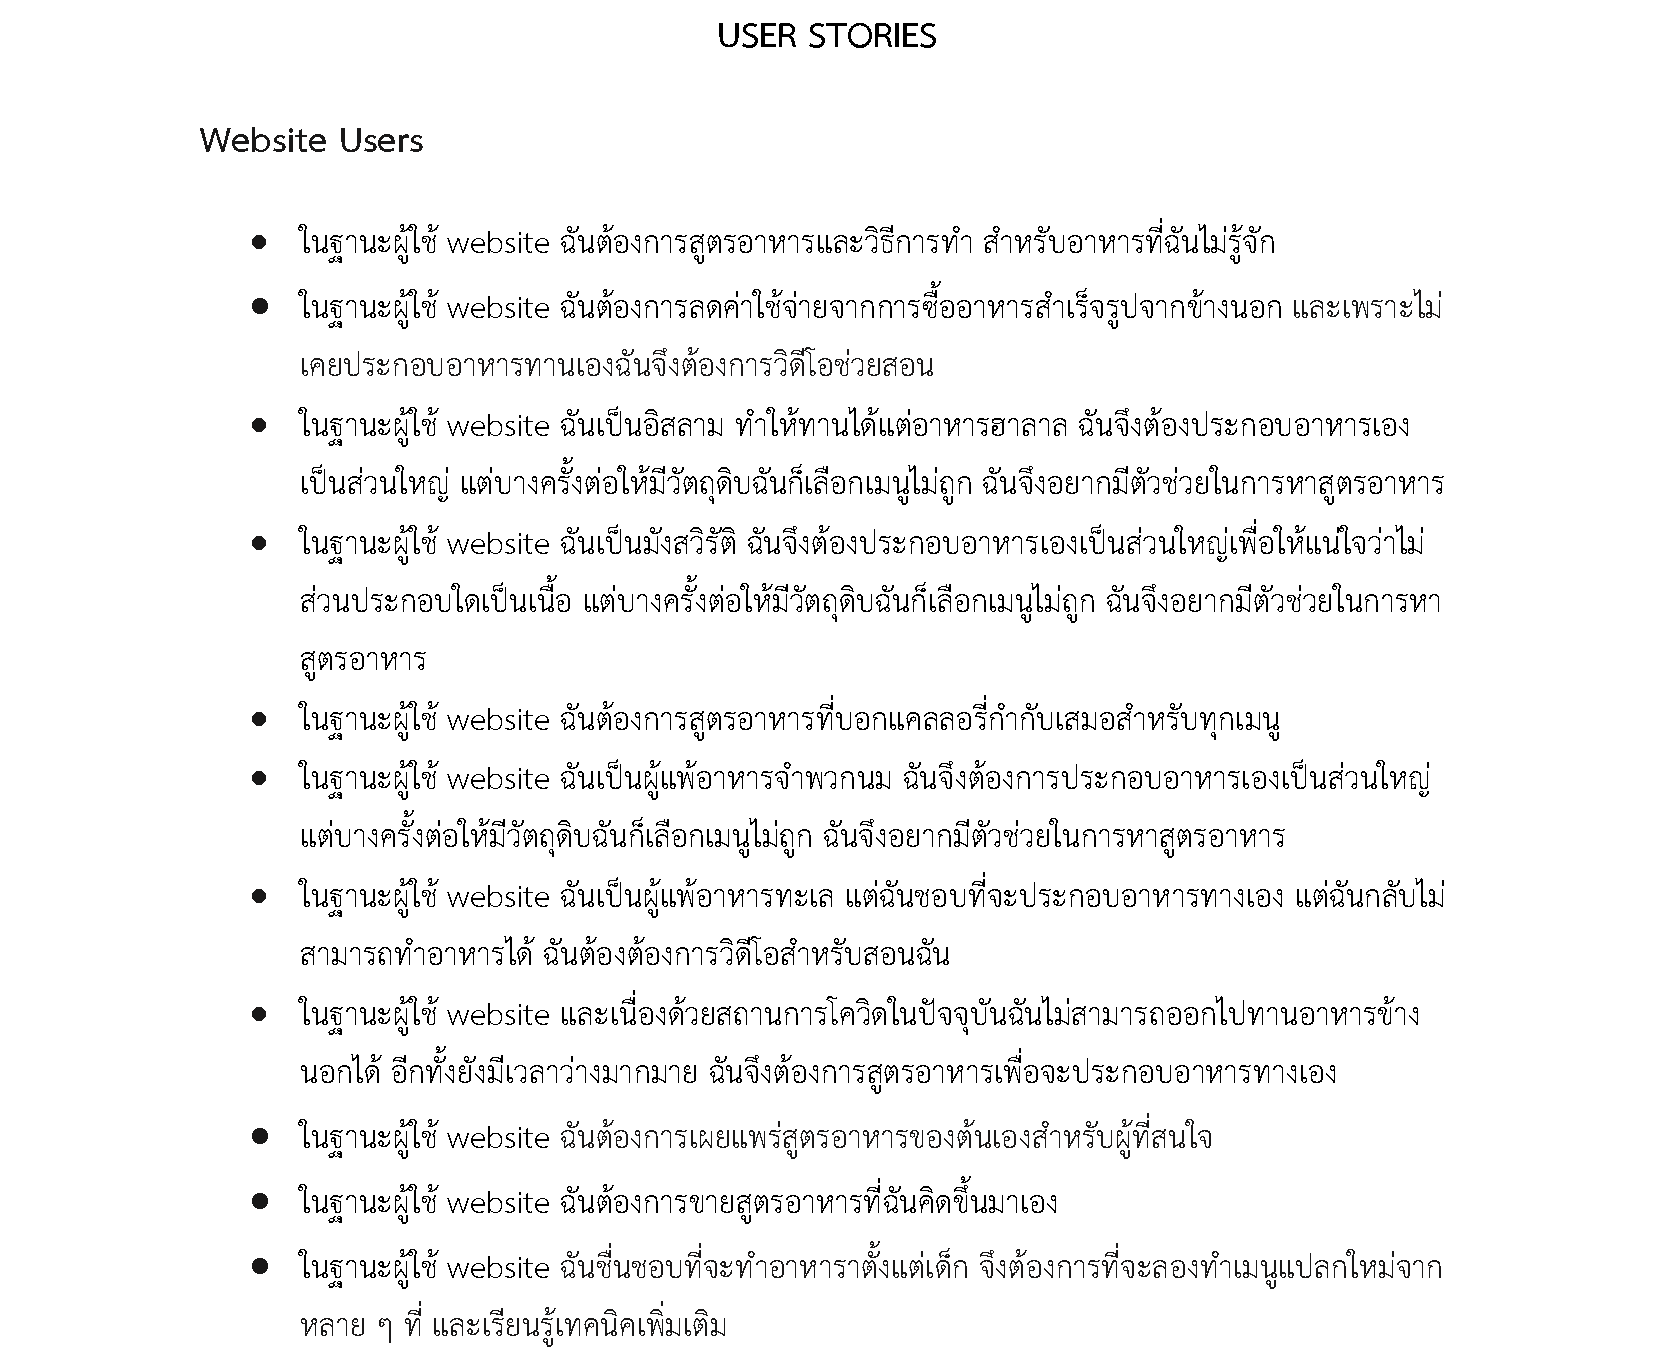 USER STORIES
Website Users
● ในฐานะผู้ใช้ website ฉันต้องการสูตรอาหารและวิธีการทำ สำหรับอาหารที่ฉันไม่รู้จัก
● ในฐานะผู้ใช้ website ฉันต้องการลดค่าใช้จ่ายจากการซื้ออาหารสำเร็จรูปจากข้างนอก และเพราะไม่
เคยประกอบอาหารทานเองฉันจึงต้องการวิดีโอช่วยสอน
● ในฐานะผู้ใช้ website ฉันเป็นอิสลาม ทำให้ทานได้แต่อาหารฮาลาล ฉันจึงต้องประกอบอาหารเอง
เป็นส่วนใหญ่ แต่บางครั้งต่อให้มีวัตถุดิบฉันก็เลือกเมนูไม่ถูก ฉันจึงอยากมีตัวช่วยในการหาสูตรอาหาร
● ในฐานะผู้ใช้ website ฉันเป็นมังสวิรัติ ฉันจึงต้องประกอบอาหารเองเป็นส่วนใหญ่เพื่อให้แน่ใจว่าไม่
ส่วนประกอบใดเป็นเนื้อ แต่บางครั้งต่อให้มีวัตถุดิบฉันก็เลือกเมนูไม่ถูก ฉันจึงอยากมีตัวช่วยในการหา
สูตรอาหาร
● ในฐานะผู้ใช้ website ฉันต้องการสูตรอาหารที่บอกแคลลอรี่กำกับเสมอสำหรับทุกเมนู
● ในฐานะผู้ใช้ website ฉันเป็นผู้แพ้อาหารจำพวกนม ฉันจึงต้องการประกอบอาหารเองเป็นส่วนใหญ่
แต่บางครั้งต่อให้มีวัตถุดิบฉันก็เลือกเมนูไม่ถูก ฉันจึงอยากมีตัวช่วยในการหาสูตรอาหาร
● ในฐานะผู้ใช้ website ฉันเป็นผู้แพ้อาหารทะเล แต่ฉันชอบที่จะประกอบอาหารทางเอง แต่ฉันกลับไม่
สามารถทำอาหารได้ ฉันต้องต้องการวิดีโอสำหรับสอนฉัน
● ในฐานะผู้ใช้ website และเนื่องด้วยสถานการโควิดในปัจจุบันฉันไม่สามารถออกไปทานอาหารข้าง
นอกได้ อีกทั้งยังมีเวลาว่างมากมาย ฉันจึงต้องการสูตรอาหารเพื่อจะประกอบอาหารทางเอง
● ในฐานะผู้ใช้ website ฉันต้องการเผยแพร่สูตรอาหารของต้นเองสำหรับผู้ที่สนใจ
● ในฐานะผู้ใช้ website ฉันต้องการขายสูตรอาหารที่ฉันคิดขึ้นมาเอง
● ในฐานะผู้ใช้ website ฉันชื่นชอบที่จะทำอาหาราตั้งแต่เด็ก จึงต้องการที่จะลองทำเมนูแปลกใหม่จาก
หลาย ๆ ที่ และเรียนรู้เทคนิคเพิ่มเติม